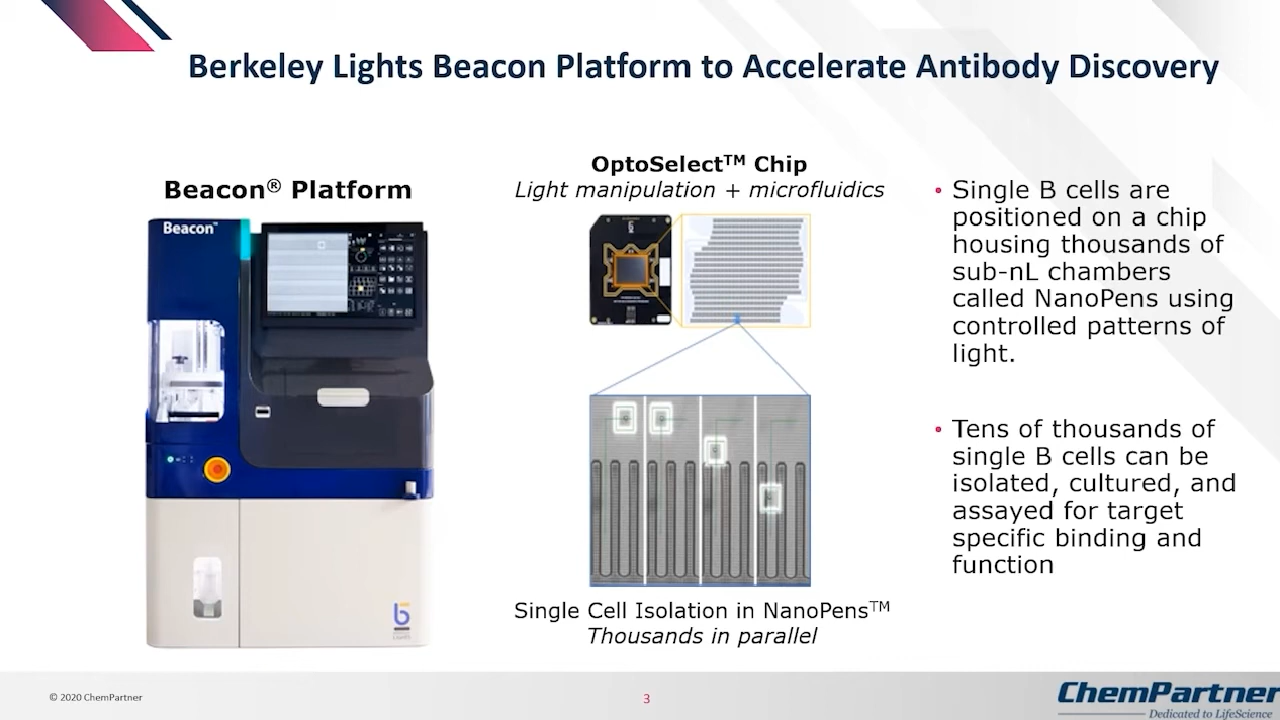 Berkeley Lights Beacon Platform to Accelerate Antibody Discovery
Beacon® Platform
Beacon™
OptoSelect™ Chip
Light manipulation + microfluidics
Single Cell Isolation in NanoPens™
Thousands in parallel
• Single B cells are
positioned on a chip
housing thousands of
sub-nL chambers
called NanoPens using
controlled patterns of
light.
• Tens of thousands of
single B cells can be
isolated, cultured, and
assayed for target
specific binding and
function
© 2020 ChemPartner
3
ChemPartner
Dedicated to LifeScience